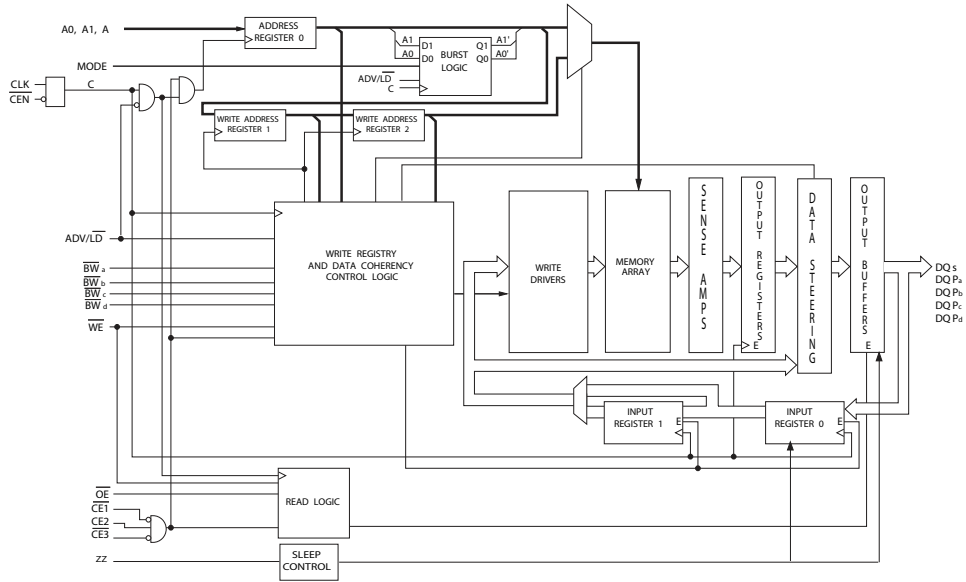 A0, A1, A
ADDRESS
REGISTER 0
A1
A0
D1
D0
BURST
LOGIC
Q1
Q0
A1'
A0'
MODE
ADV/LD
C
CLK
CEN
C
WRITE ADDRESS
REGISTER 1
WRITE ADDRESS
REGISTER 2
ADV/LD
BW a
BW b
BW c
BW d
WE
WRITE REGISTRY
AND DATA COHERENCY
CONTROL LOGIC
WRITE
DRIVERS
MEMORY
ARRAY
SENSE AMPS
OUTPUT REGISTERS
E
DATA STEERING
OUTPUT BUFFERS
E
DQ s
DQ Pa
DQ Pb
DQ Pc
DQ Pd
INPUT
REGISTER 1
E
INPUT
REGISTER 0
E
OE
CE1
CE2
CE3
READ LOGIC
ZZ
SLEEP
CONTROL